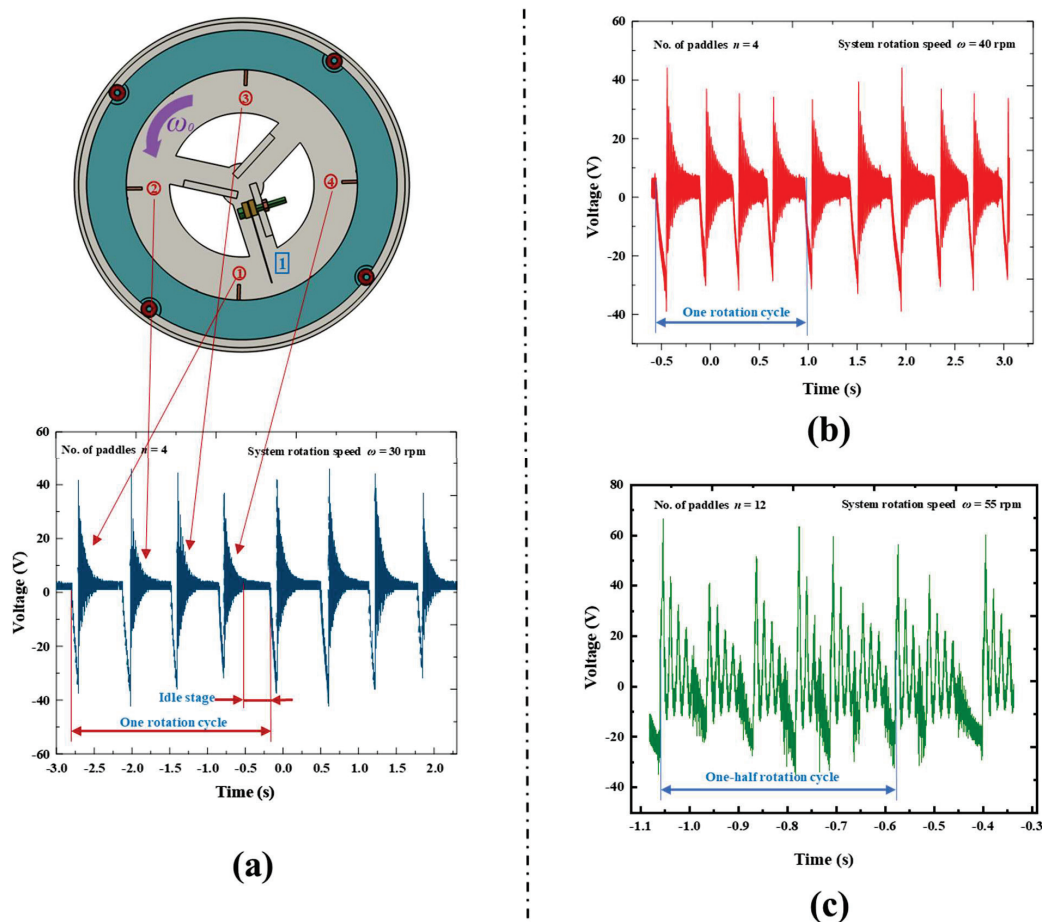 ω₀
③
②
④
①
1
No. of paddles n = 4
System rotation speed ω = 30 rpm
60
40
20
0
-20
-40
-60
Voltage (V)
Idle stage
One rotation cycle
-3.0 -2.5 -2.0 -1.5 -1.0 -0.5 0.0 0.5 1.0 1.5 2.0
Time (s)
(a)
No. of paddles n = 4
System rotation speed ω = 40 rpm
60
40
20
0
-20
-40
Voltage (V)
One rotation cycle
-0.5 0.0 0.5 1.0 1.5 2.0 2.5 3.0
Time (s)
(b)
No. of paddles n = 12
System rotation speed ω = 55 rpm
80
60
40
20
0
-20
-40
Voltage (V)
One-half rotation cycle
-1.1 -1.0 -0.9 -0.8 -0.7 -0.6 -0.5 -0.4 -0.3
Time (s)
(c)